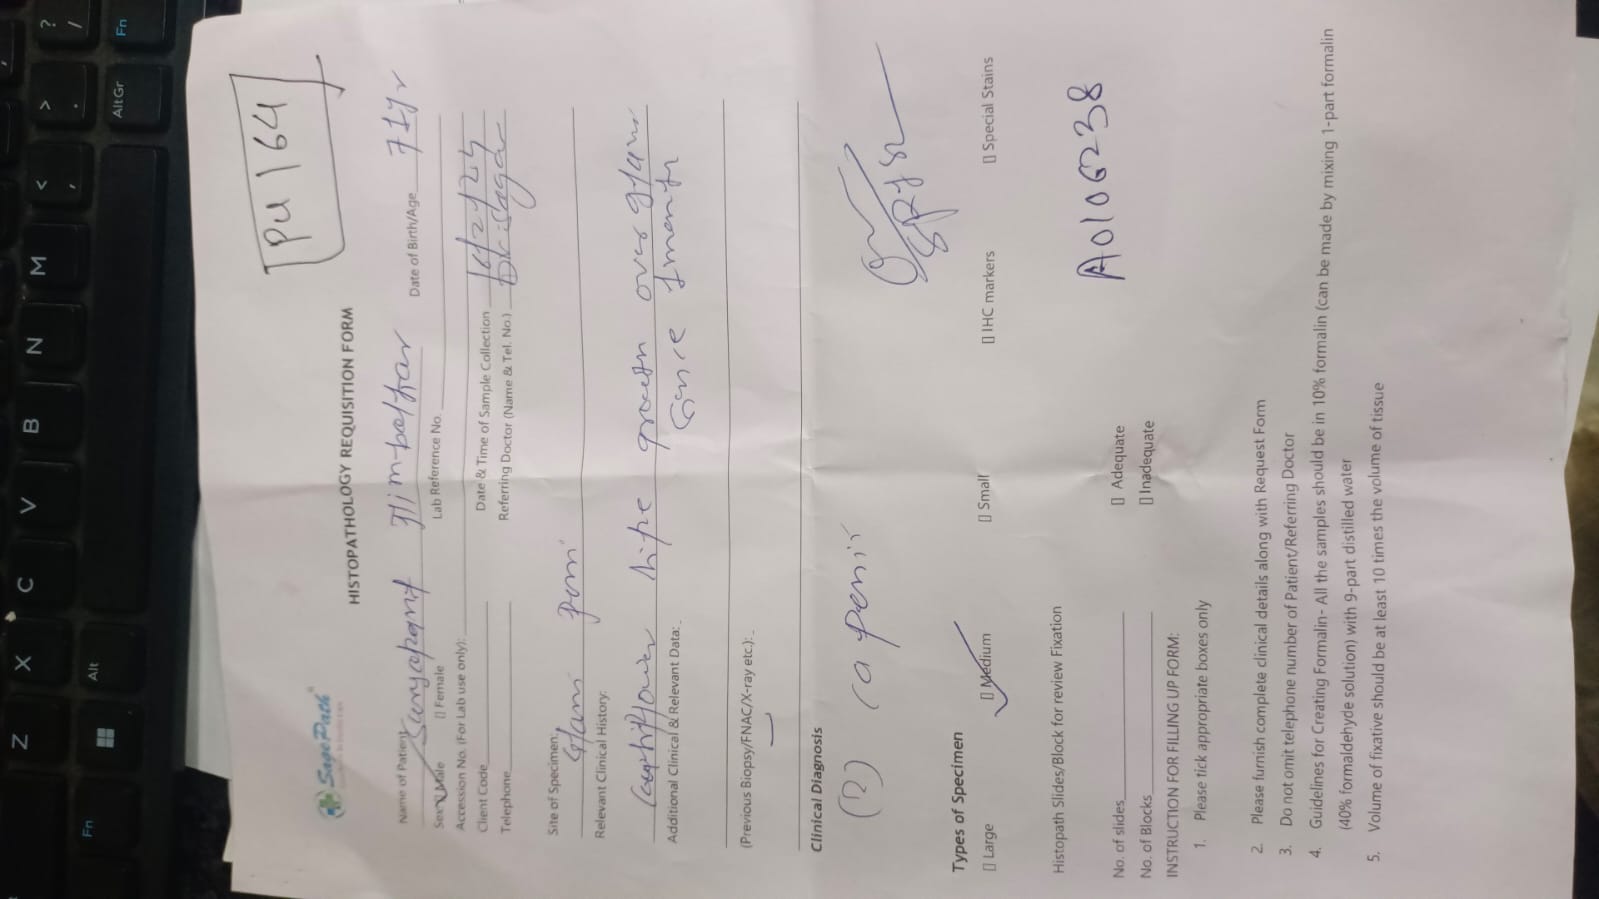 PU 164
SagePath
HISTOPATHOLOGY REQUISITION FORM
Name of Patient Date of Birth/Age 71yr
Sex Male Female Lab Reference No.
Accession No. (For Lab use only):
Client Code Date & Time of Sample Collection
Telephone Referring Doctor (Name & Tel. No.)
Site of Specimen: Glans penis
Relevant Clinical History:
Cauliflower like growth over glans
Additional Clinical & Relevant Data: since months
(Previous Biopsy/FNAC/X-ray etc):
Clinical Diagnosis
(?) Ca penis
Types of Specimen
Large Medium Small IHC markers Special Stains
Histopath Slides/Block for review Fixation
A0106238
No. of slides Adequate
No. of Blocks Inadequate
INSTRUCTION FOR FILLING UP FORM:
1. Please tick appropriate boxes only
2. Please furnish complete clinical details along with Request Form
3. Do not omit telephone number of Patient/Referring Doctor
4. Guidelines for Creating Formalin- All the samples should be in 10% formalin (can be made by mixing 1-part formalin
(40% formaldehyde solution) with 9-part distilled water
5. Volume of fixative should be at least 10 times the volume of tissue
Fn
Alt
Z X C V B N M < , > . ? /
AltGr
Fn